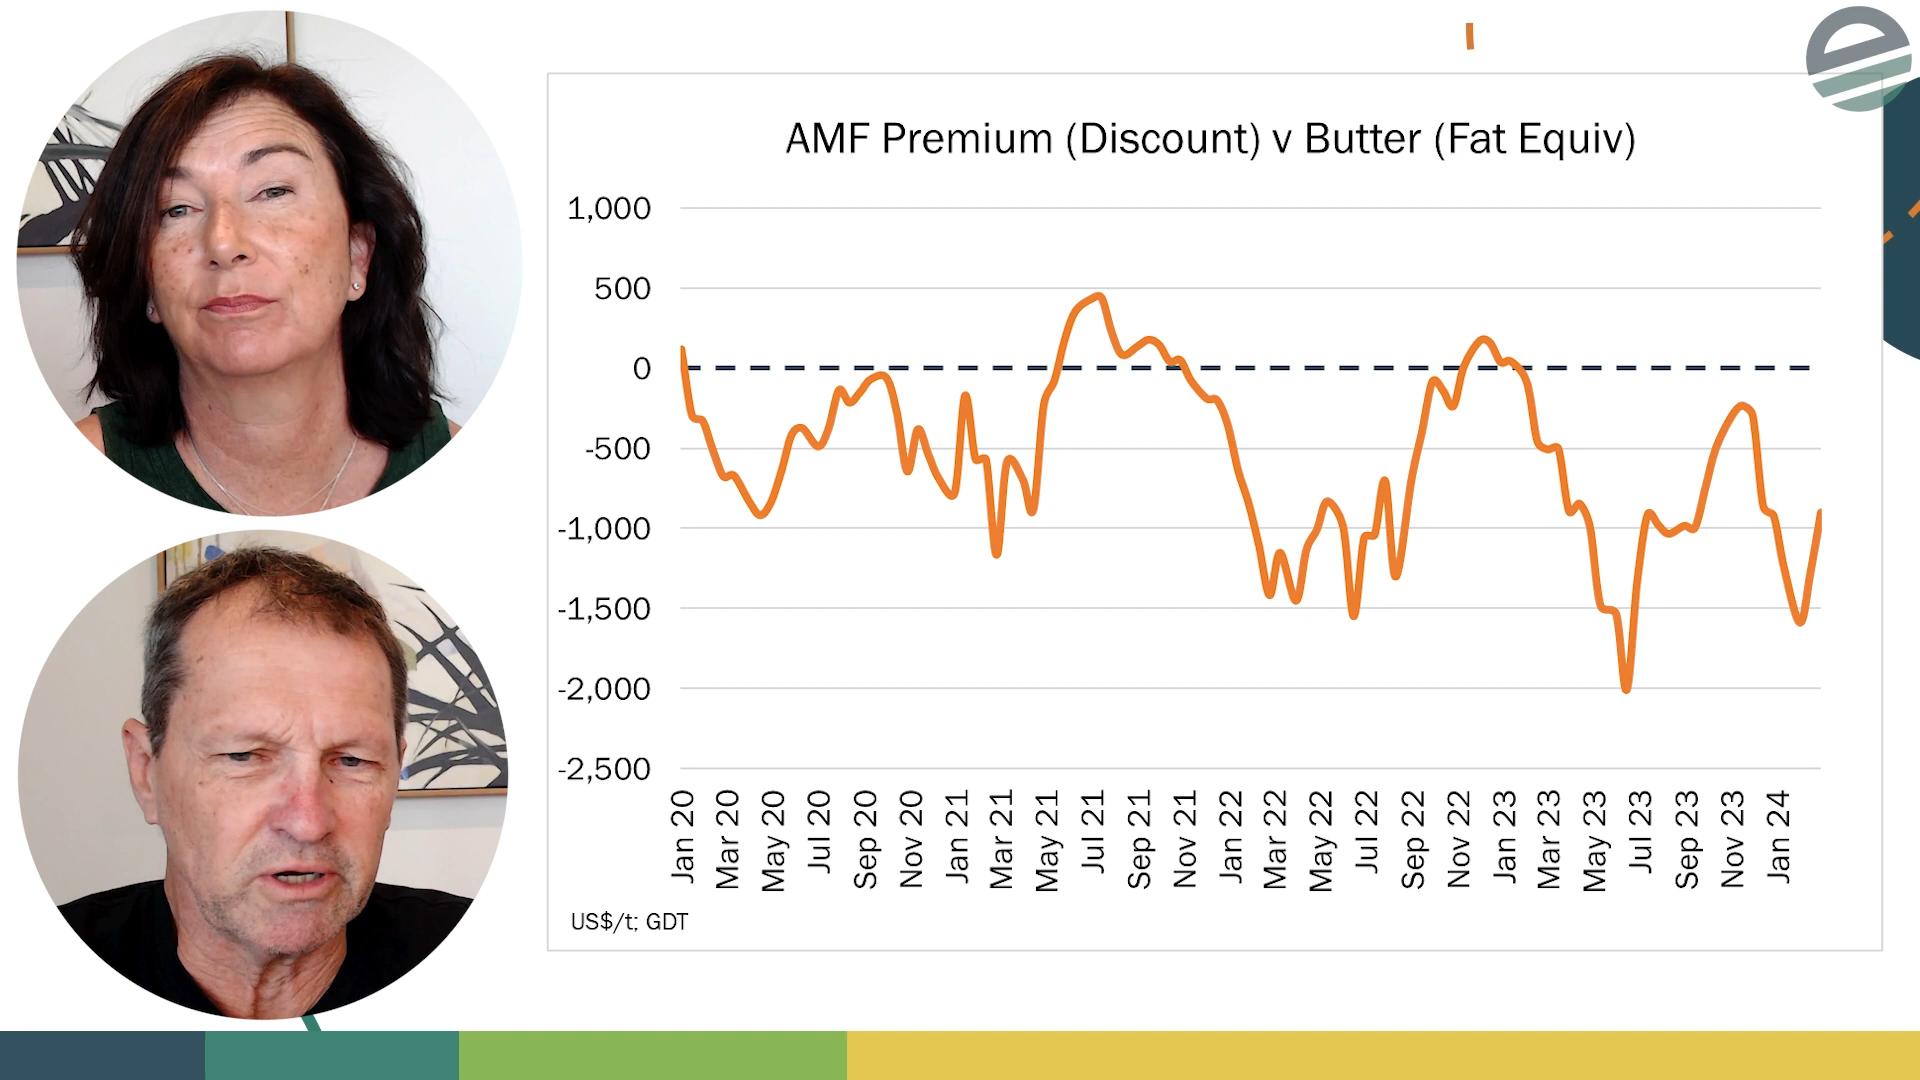 AMF Premium (Discount) v Butter (Fat Equiv)
1,000
500
0
-500
-1,000
-1,500
-2,000
-2,500
Jan 20
Mar 20
May 20
Jul 20
Sep 20
Nov 20
Jan 21
Mar 21
May 21
Jul 21
Sep 21
Nov 21
Jan 22
Mar 22
May 22
Jul 22
Sep 22
Nov 22
Jan 23
Mar 23
May 23
Jul 23
Sep 23
Nov 23
Jan 24
US$/t; GDT